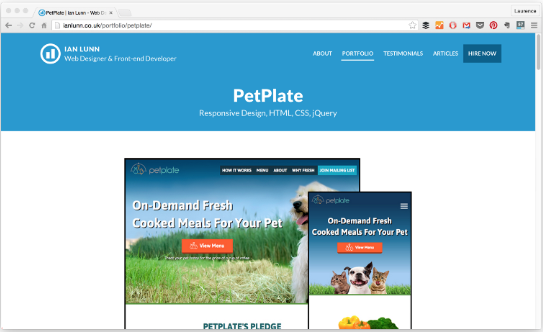 PetPlate | Ian Lunn - Web D
Laurence
ianlunn.co.uk/portfolio/petplate/
IAN LUNN
Web Designer & Front-end Developer
ABOUT PORTFOLIO TESTIMONIALS ARTICLES HIRE NOW
PetPlate
Responsive Design, HTML, CSS, jQuery
petplate
HOW IT WORKS MENU ABOUT WHY FRESH JOIN MAILING LIST
On-Demand Fresh
Cooked Meals For Your Pet
View Menu
PETPLATE'S PLEDGE
petplate
On-Demand Fresh
Cooked Meals For Your Pet
View Menu